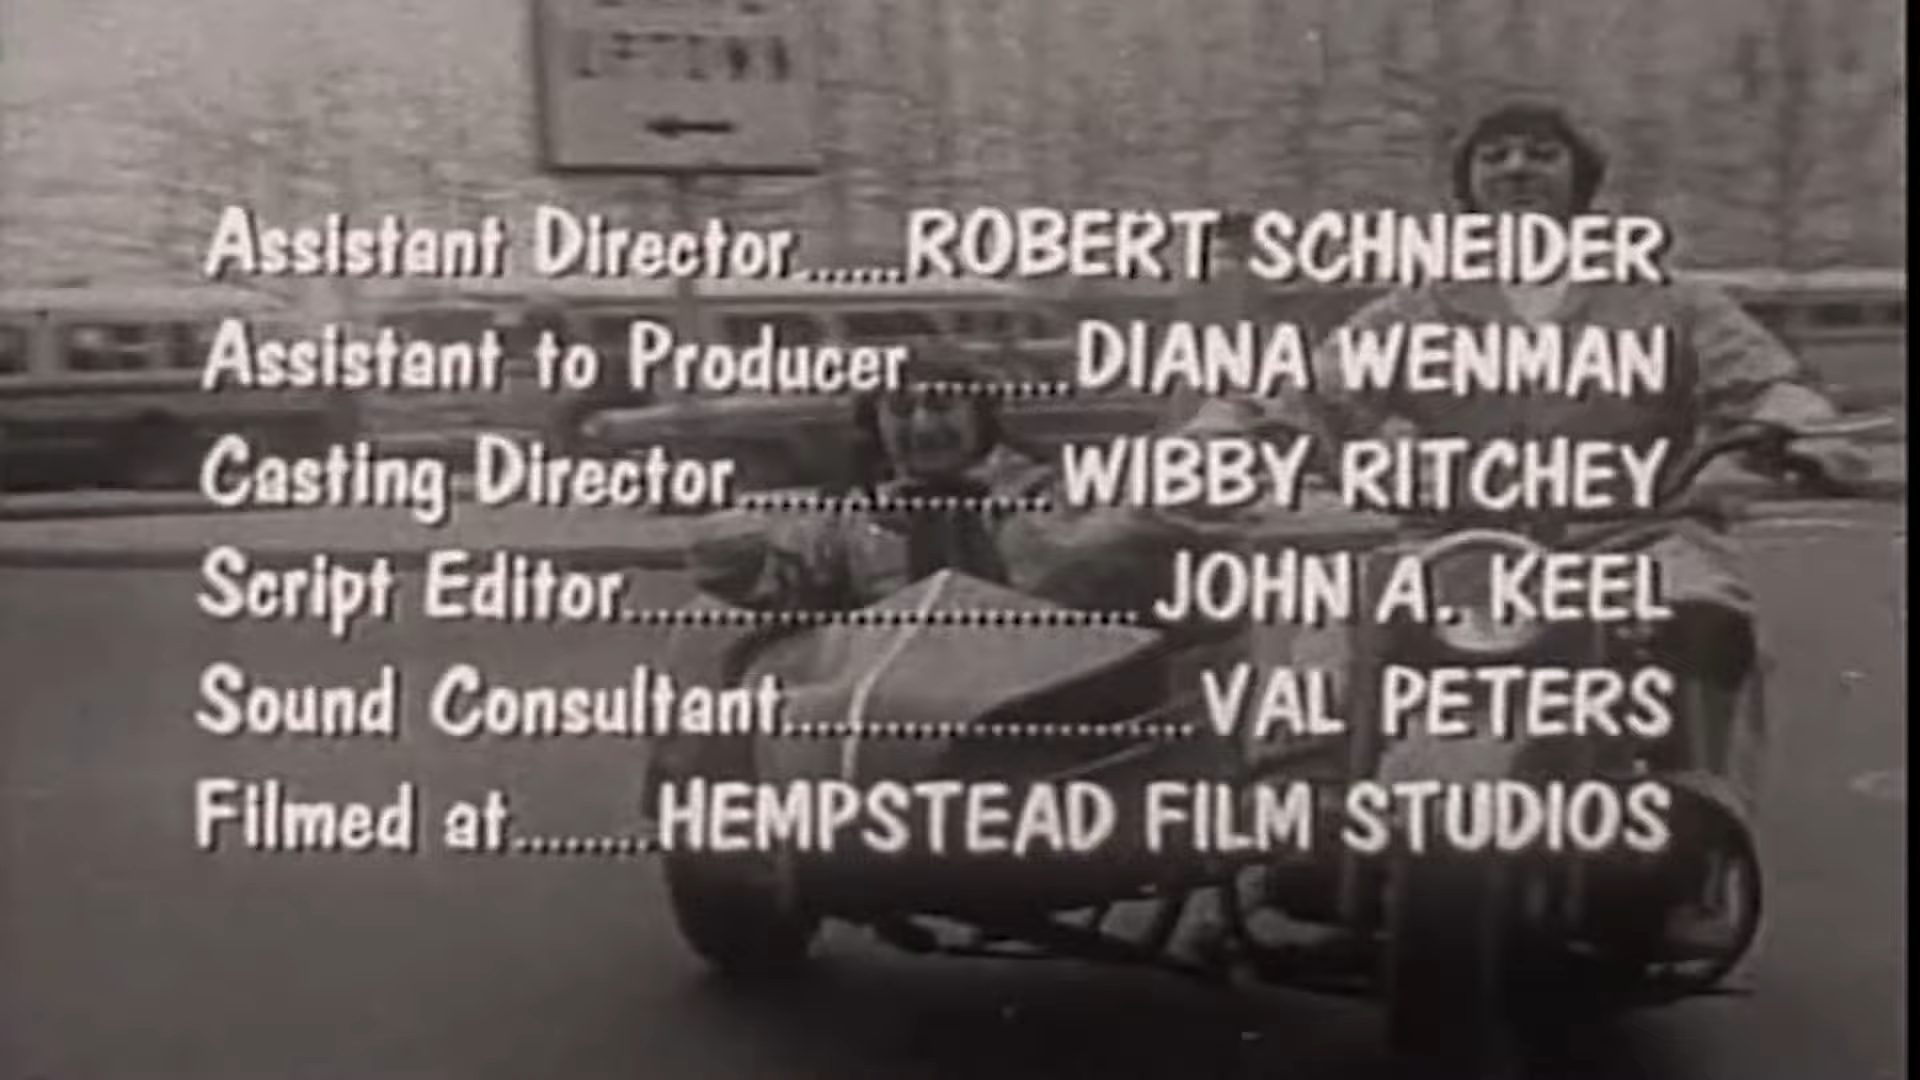 Assistant Director......ROBERT SCHNEIDER
Assistant to Producer.........DIANA WENMAN
Casting Director..................WIBBY RITCHEY
Script Editor..............................JOHN A. KEEL
Sound Consultant........................VAL PETERS
Filmed at........HEMPSTEAD FILM STUDIOS